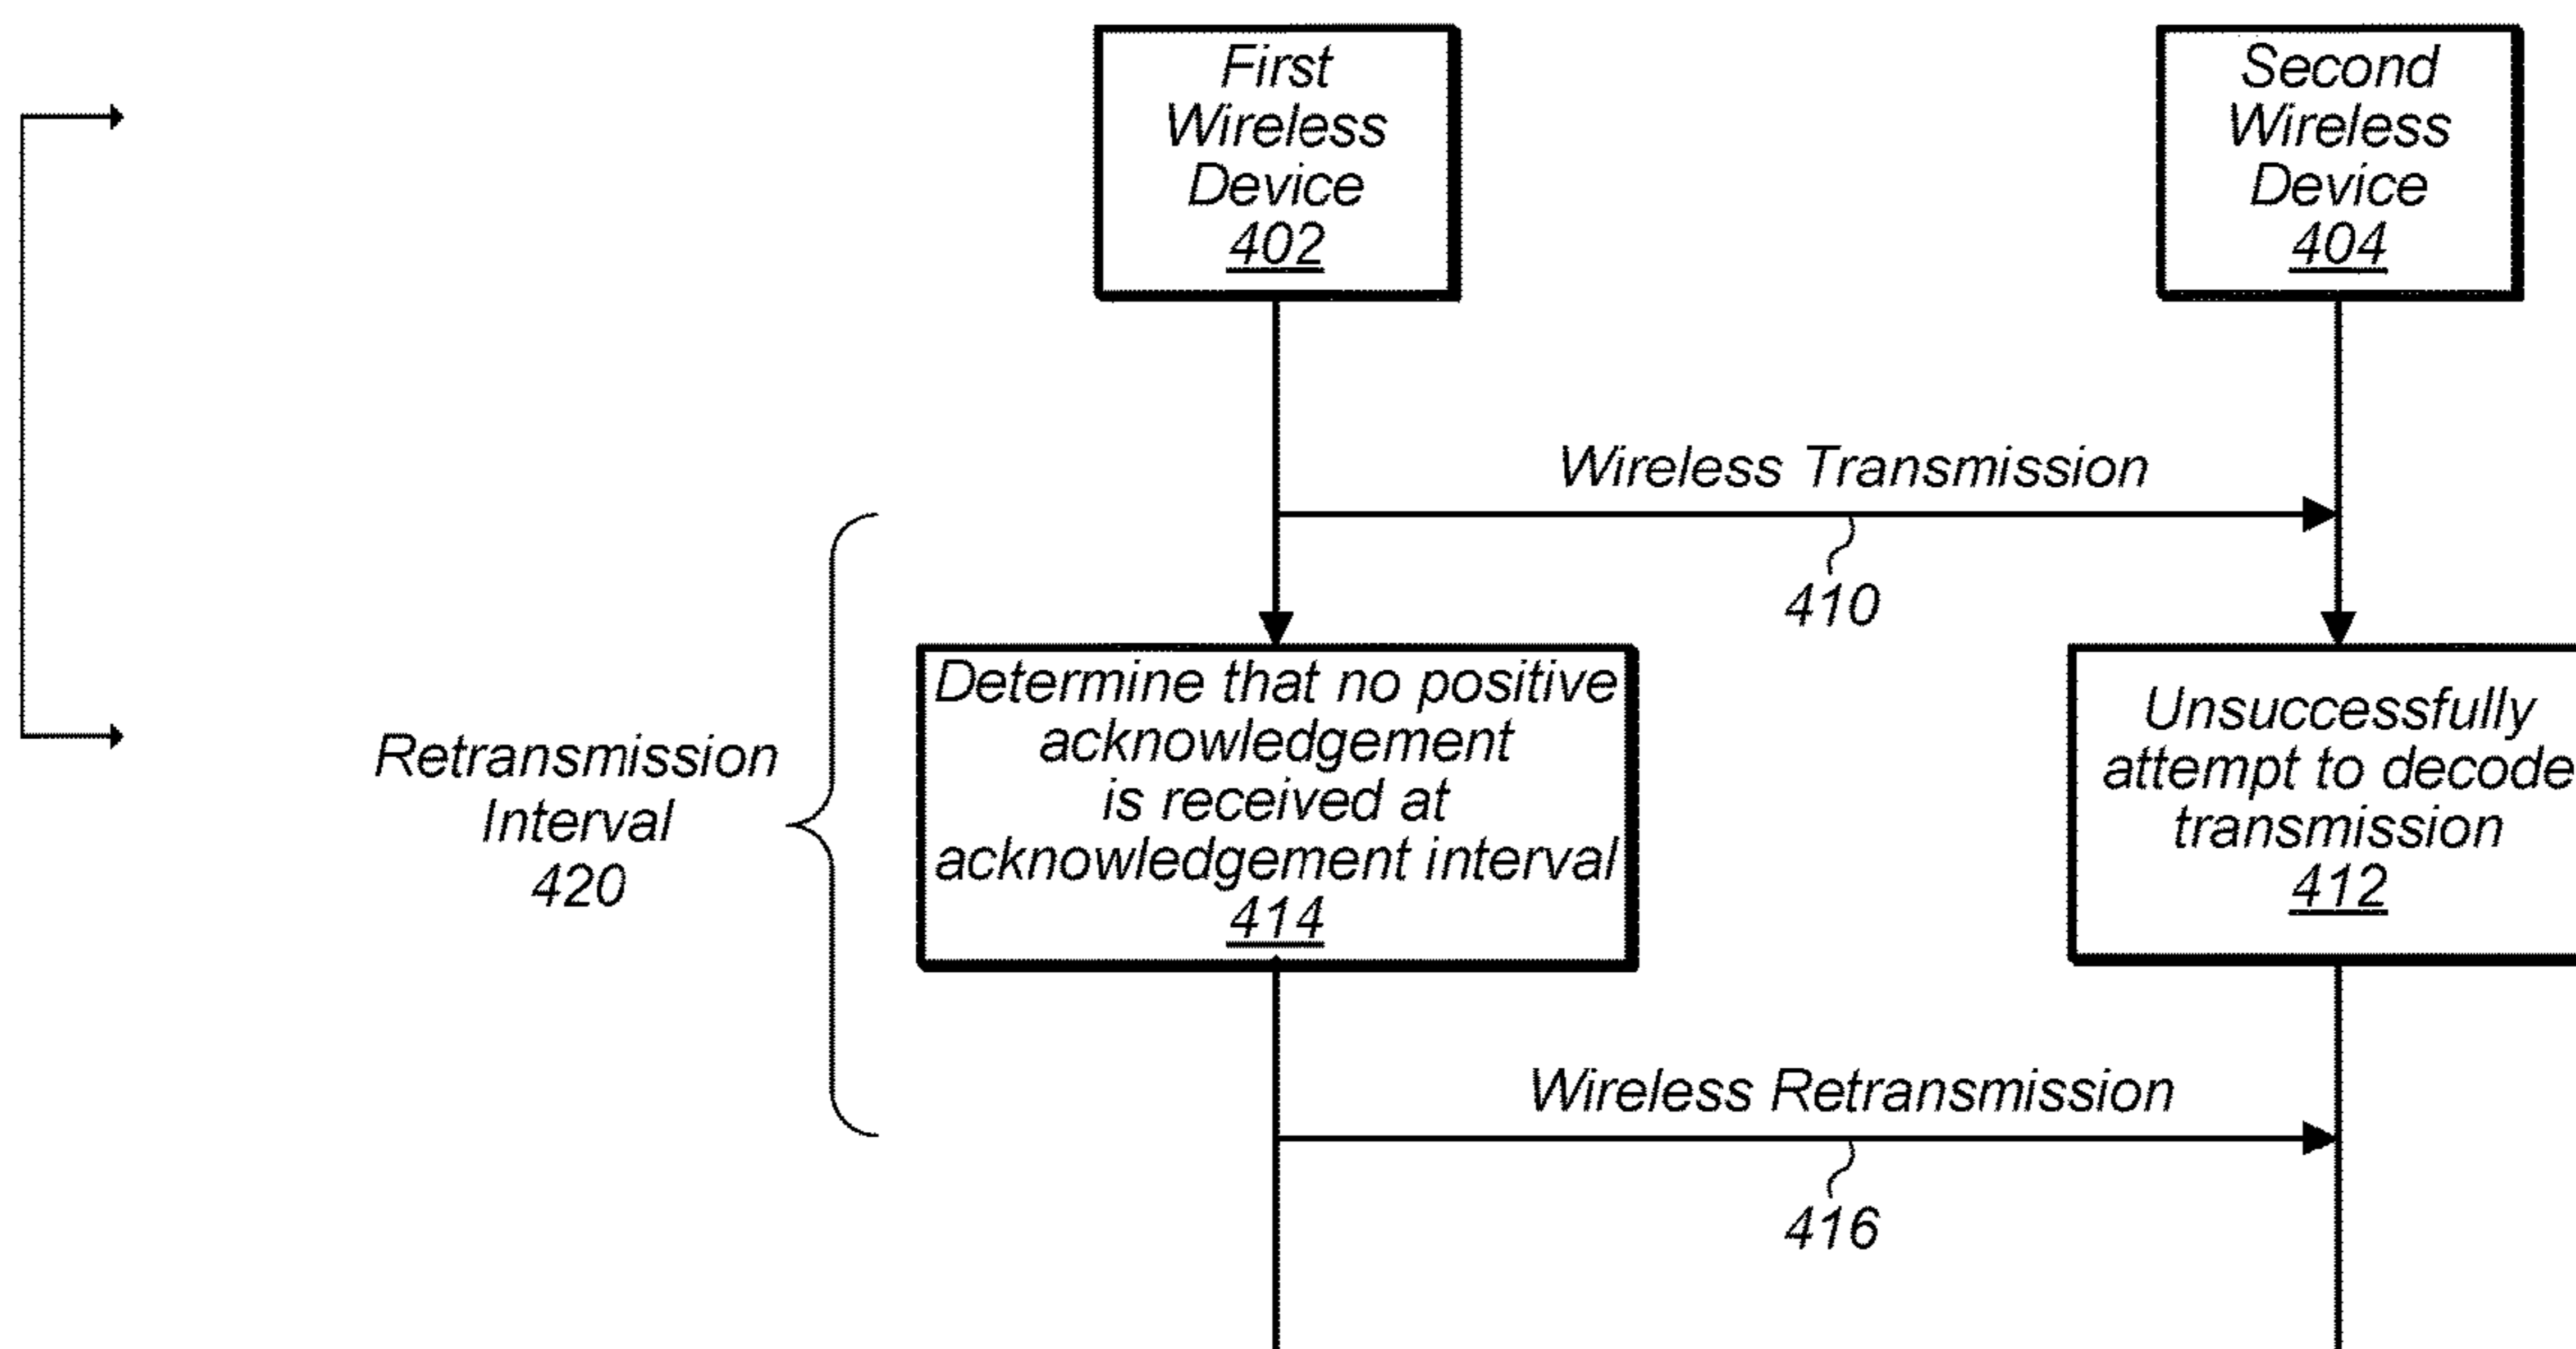 First
Wireless
Device
402
Second
Wireless
Device
404
Wireless Transmission
410
Retransmission
Interval
420
Determine that no positive
acknowledgement
is received at
acknowledgement interval
414
Unsuccessfully
attempt to decode
transmission
412
Wireless Retransmission
416